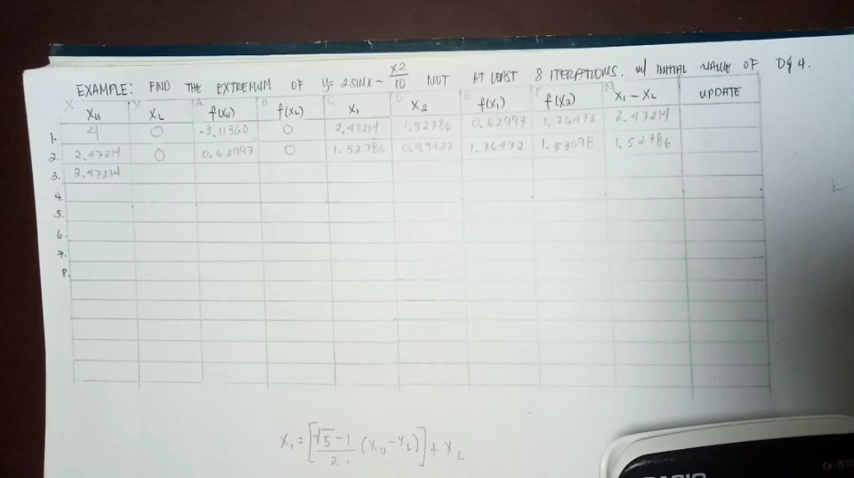 EXAMPLE: FIND THE EXTREMUM OF y= 2SINX - X2/10 NOT AT LEAST 8 ITERATIONS. w/ INITIAL VALUE OF 0 & 4.
X Y A B C D E F M
Xu XL f(Xu) f(XL) X1 X2 f(X1) f(X2) X1 - XL UPDATE
1. 4 0 -3.11360 0 2.47214 1.52786 0.62997 1.76472 2.47214
2. 2.47214 0 0.62997 0 1.52786 1.76472 1.53098 1.52786
3. 2.47214
4.
5.
6.
7.
8.
X1 = [√5-1/2 (Xu - XL)] + XL
CASIO